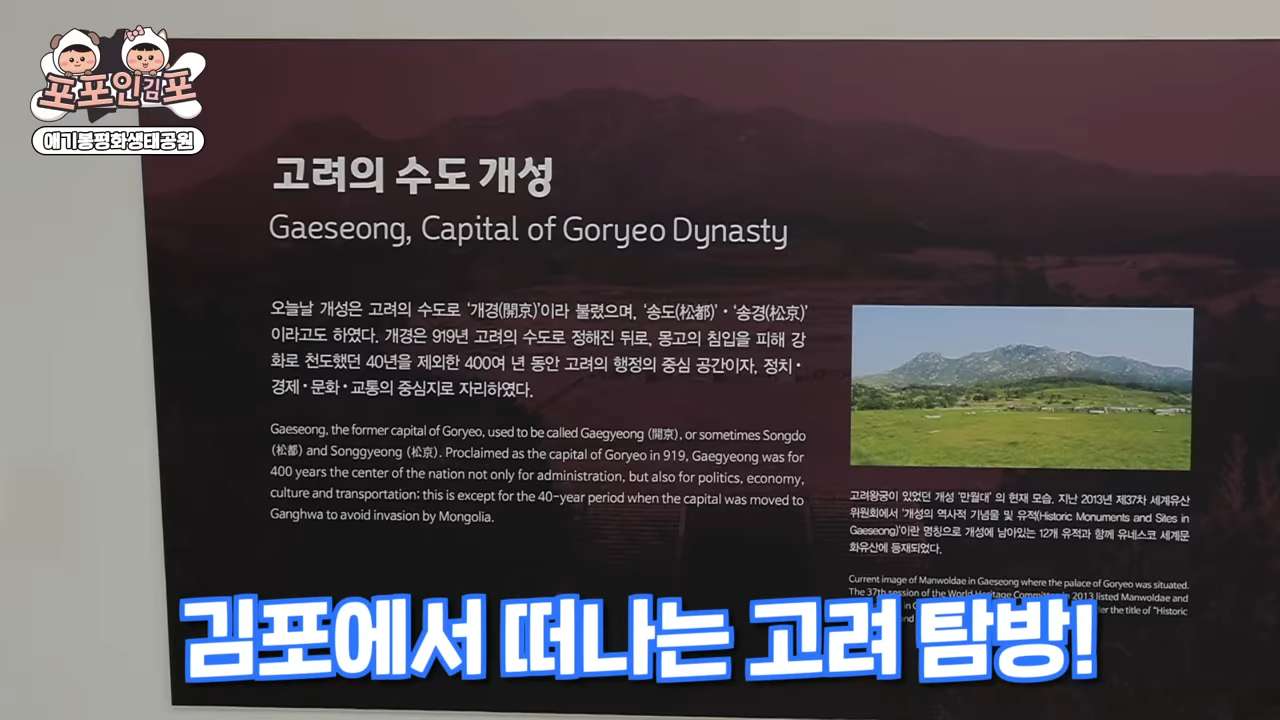 포포인김포
애기봉평화생태공원
고려의 수도 개성
Gaeseong, Capital of Goryeo Dynasty
오늘날 개성은 고려의 수도로 ‘개경(開京)’이라 불렸으며, ‘송도(松都)’·‘송경(松京)’
이라고도 하였다. 개경은 919년 고려의 수도로 정해진 뒤로, 몽고의 침입을 피해 강
화로 천도했던 40년을 제외한 400여 년 동안 고려의 행정의 중심 공간이자, 정치·
경제·문화·교통의 중심지로 자리하였다.
Gaeseong, the former capital of Goryeo, used to be called Gaegyeong (開京), or sometimes Songdo
(松都) and Songgyeong (松京). Proclaimed as the capital of Goryeo in 919, Gaegyeong was for
400 years the center of the nation not only for administration, but also for politics, economy,
culture and transportation; this is except for the 40-year period when the capital was moved to
Ganghwa to avoid invasion by Mongolia.
고려왕궁이 있었던 개성 ‘만월대’ 의 현재 모습. 지난 2013년 제37차 세계유산
위원회에서 ‘개성의 역사적 기념물 및 유적(Historic Monuments and Sites in
Gaeseong)’이란 명칭으로 개성에 남아있는 12개 유적과 함께 유네스코 세계문
화유산에 등재되었다.
Current image of Manwoldae in Gaeseong where the palace of Goryeo was situated.
The 37th session of the World Heritage Committee in 2013 listed Manwoldae and
in the title of "Historic
and
김포에서 떠나는 고려 탐방!